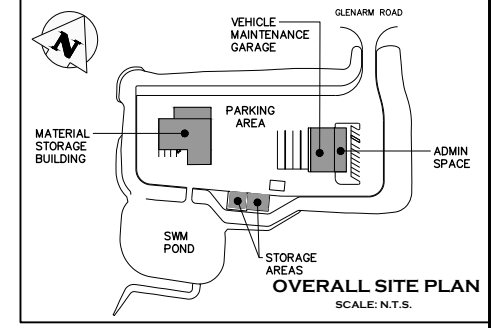 GLENARM ROAD
VEHICLE
MAINTENANCE
GARAGE
N
PARKING
AREA
MATERIAL
STORAGE
BUILDING
ADMIN
SPACE
SWM
POND
STORAGE
AREAS
OVERALL SITE PLAN
SCALE: N.T.S.